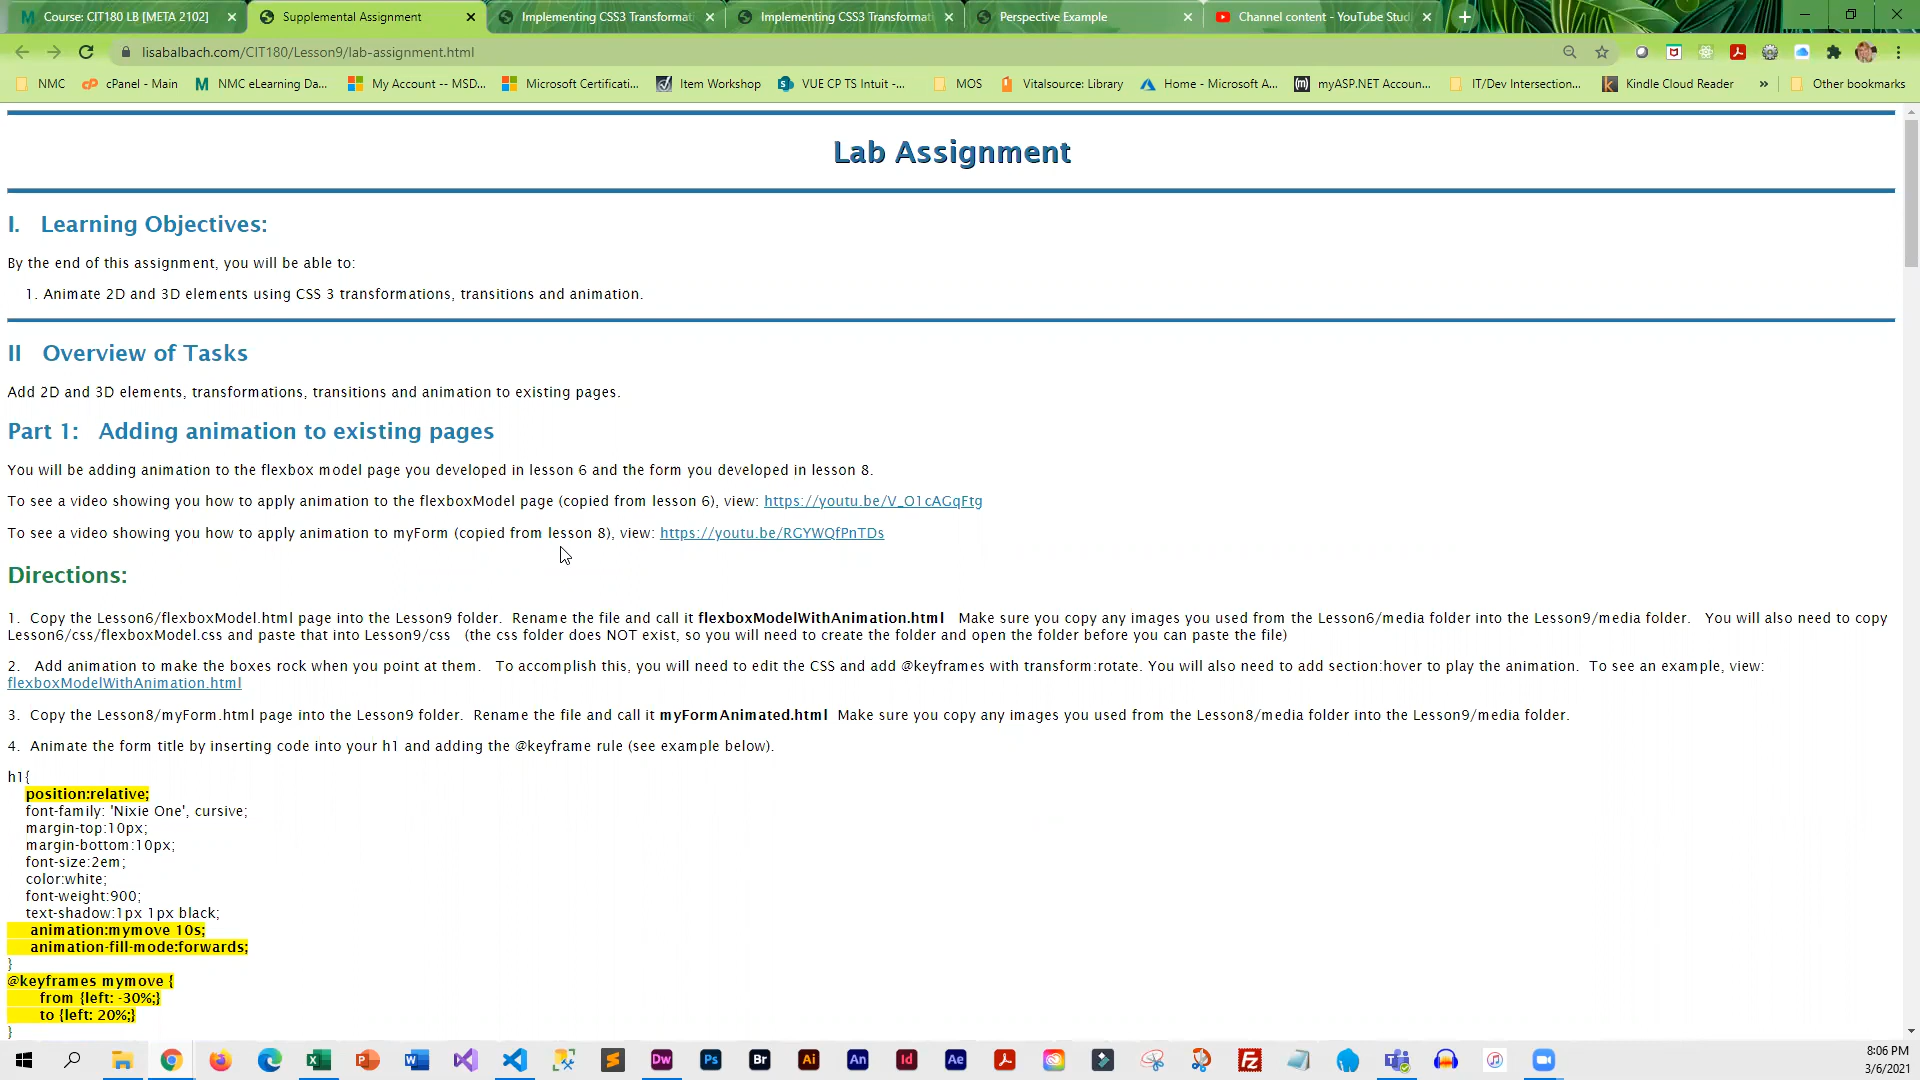 Course: CIT180 LB [META 2102]
Supplemental Assignment
Implementing CSS3 Transformat
Implementing CSS3 Transformat
Perspective Example
Channel content - YouTube Stud
lisabalbach.com/CIT180/Lesson9/lab-assignment.html
NMC
cPanel - Main
NMC eLearning Da...
My Account -- MSD...
Microsoft Certificati...
Item Workshop
VUE CP TS Intuit -...
MOS
Vitalsource: Library
Home - Microsoft A...
myASP.NET Accoun...
IT/Dev Intersection...
Kindle Cloud Reader
»
Other bookmarks
Lab Assignment
I. Learning Objectives:
By the end of this assignment, you will be able to:
1. Animate 2D and 3D elements using CSS 3 transformations, transitions and animation.
II Overview of Tasks
Add 2D and 3D elements, transformations, transitions and animation to existing pages.
Part 1: Adding animation to existing pages
You will be adding animation to the flexbox model page you developed in lesson 6 and the form you developed in lesson 8.
To see a video showing you how to apply animation to the flexboxModel page (copied from lesson 6), view: https://youtu.be/V_O1cAGqFtg
To see a video showing you how to apply animation to myForm (copied from lesson 8), view: https://youtu.be/RGYWQfPnTDs
Directions:
1. Copy the Lesson6/flexboxModel.html page into the Lesson9 folder. Rename the file and call it flexboxModelWithAnimation.html Make sure you copy any images you used from the Lesson6/media folder into the Lesson9/media folder. You will also need to copy
Lesson6/css/flexboxModel.css and paste that into Lesson9/css (the css folder does NOT exist, so you will need to create the folder and open the folder before you can paste the file)
2. Add animation to make the boxes rock when you point at them. To accomplish this, you will need to edit the CSS and add @keyframes with transform:rotate. You will also need to add section:hover to play the animation. To see an example, view:
flexboxModelWithAnimation.html
3. Copy the Lesson8/myForm.html page into the Lesson9 folder. Rename the file and call it myFormAnimated.html Make sure you copy any images you used from the Lesson8/media folder into the Lesson9/media folder.
4. Animate the form title by inserting code into your h1 and adding the @keyframe rule (see example below).
h1{
position:relative;
font-family: 'Nixie One', cursive;
margin-top:10px;
margin-bottom:10px;
font-size:2em;
color:white;
font-weight:900;
text-shadow:1px 1px black;
animation:mymove 10s;
animation-fill-mode:forwards;
}
@keyframes mymove {
from {left: -30%;}
to {left: 20%;}
}
8:06 PM
3/6/2021